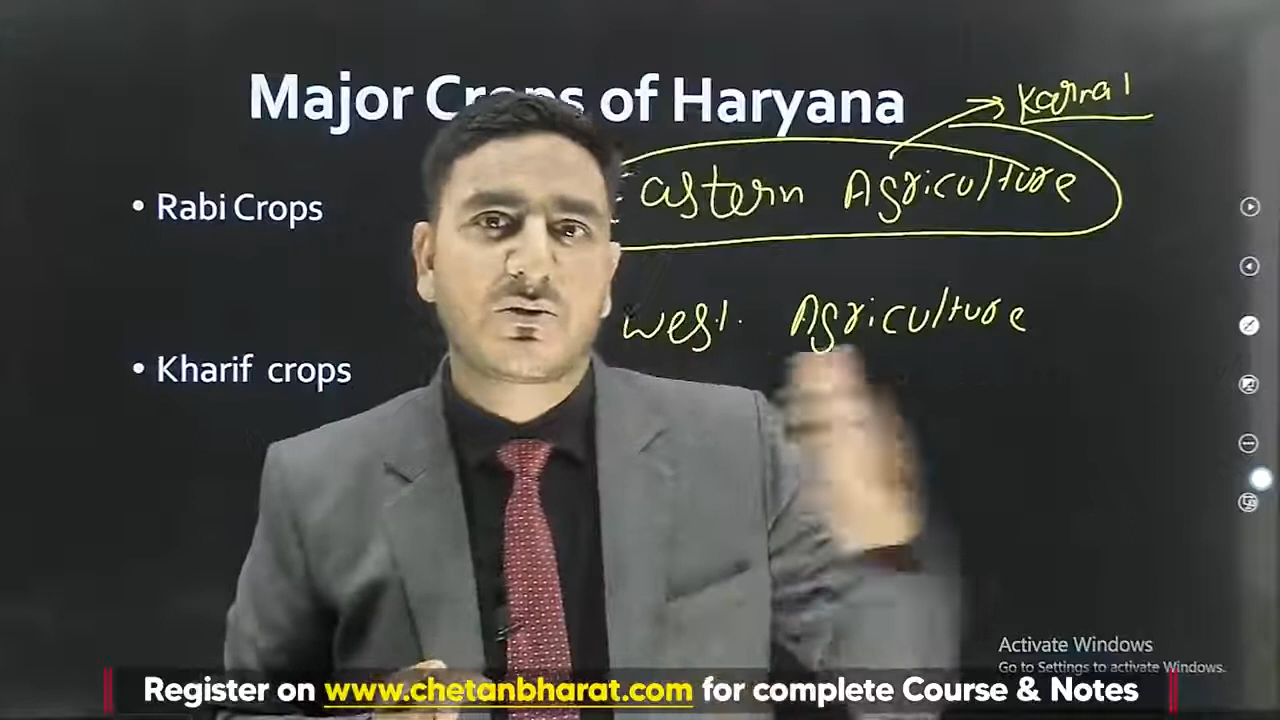 Major Crops of Haryana
Karnal
Eastern Agriculture
• Rabi Crops
west. Agriculture
• Kharif crops
Activate Windows
Go to Settings to activate Windows.
Register on www.chetanbharat.com for complete Course & Notes